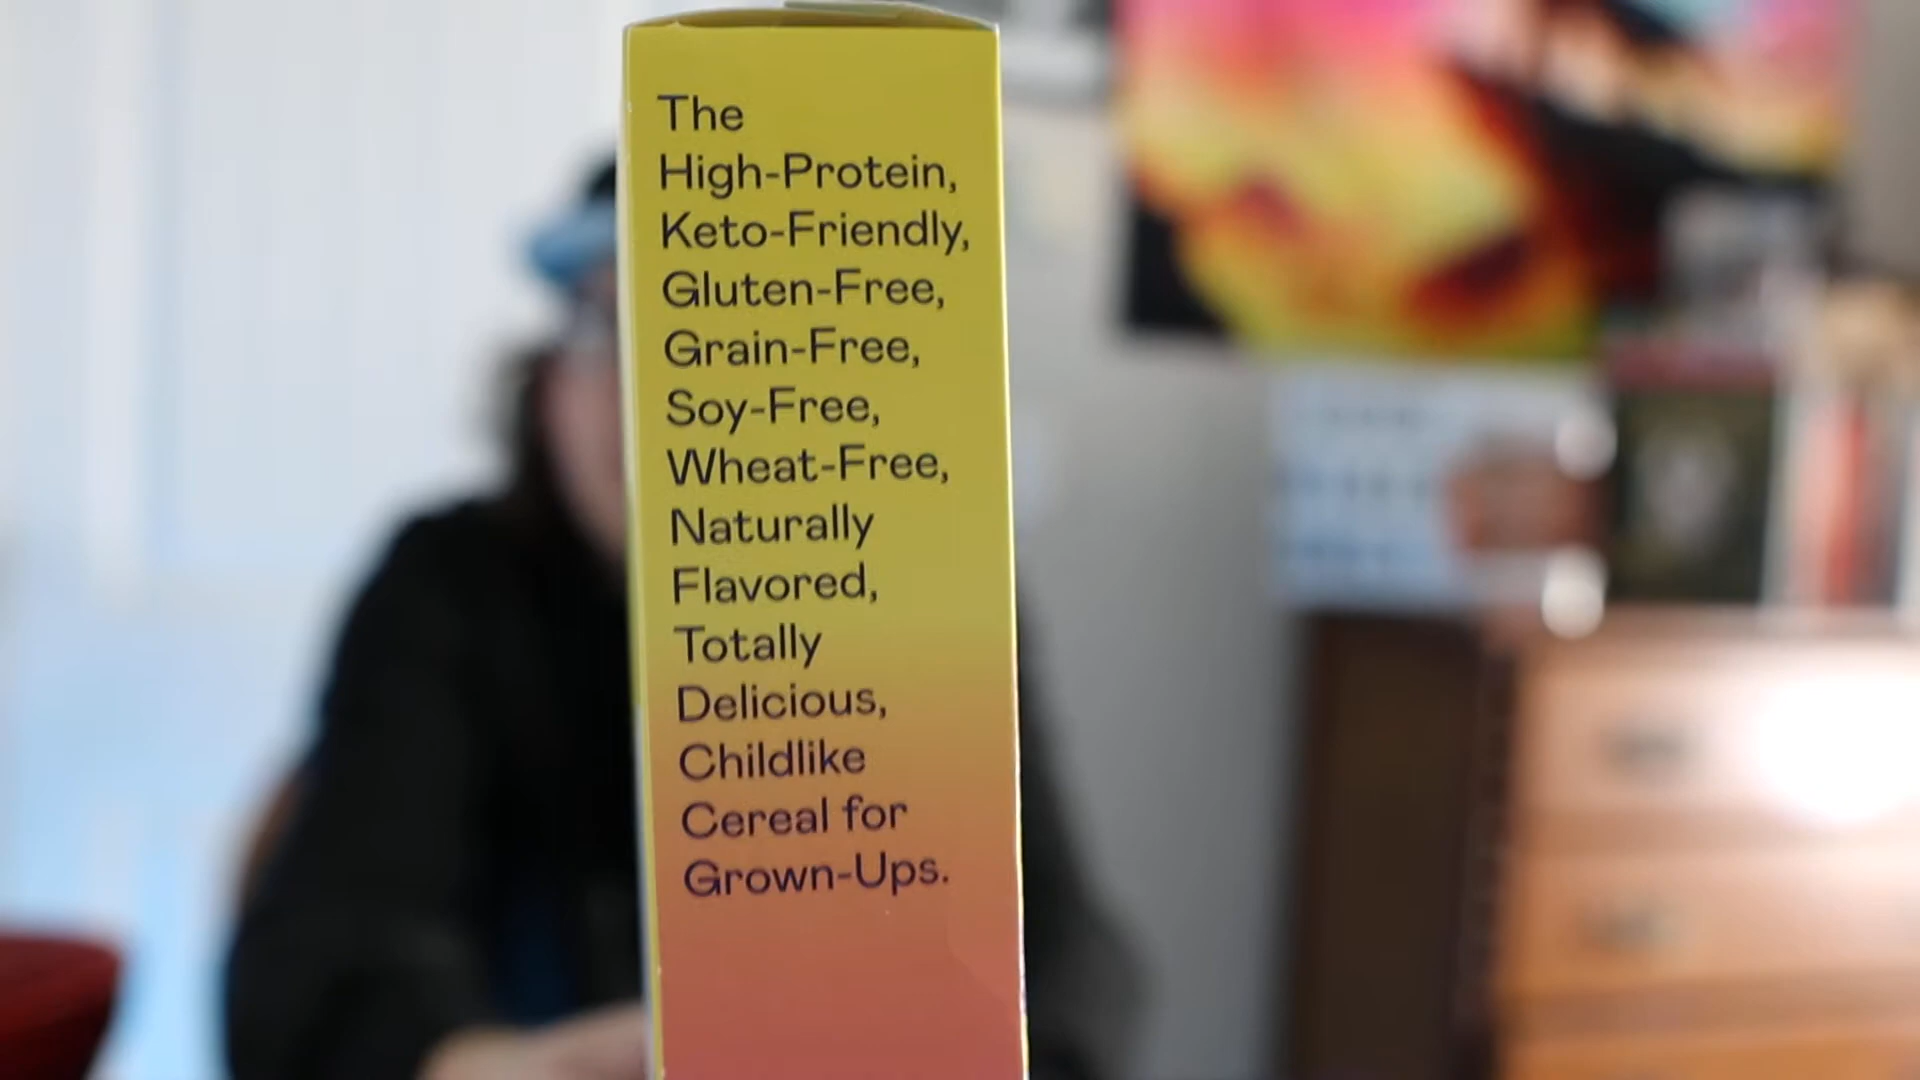 The
High-Protein,
Keto-Friendly,
Gluten-Free,
Grain-Free,
Soy-Free,
Wheat-Free,
Naturally
Flavored,
Totally
Delicious,
Childlike
Cereal for
Grown-Ups.